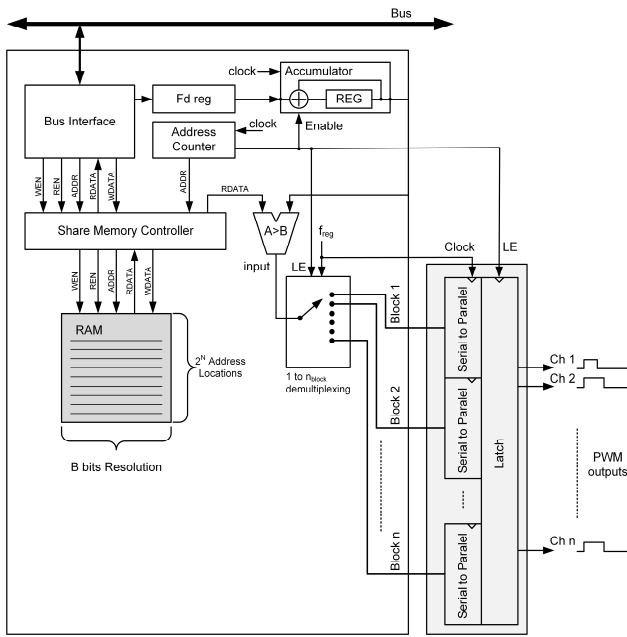 Bus
clock
Accumulator
Bus Interface
Fd reg
REG
Address
Counter
clock
Enable
WEN
REN
ADDR
RDATA
WDATA
ADDR
RDATA
Share Memory Controller
A>B
freg
Clock
LE
input
LE
WEN
REN
ADDR
RDATA
WDATA
RAM
2N Address
Locations
B bits Resolution
1 to nblock
demultiplexing
Block 1
Block 2
Block n
Serial to Paralel
Serial to Paralel
Serial to Paralel
Latch
Ch 1
Ch 2
PWM
outputs
Ch n